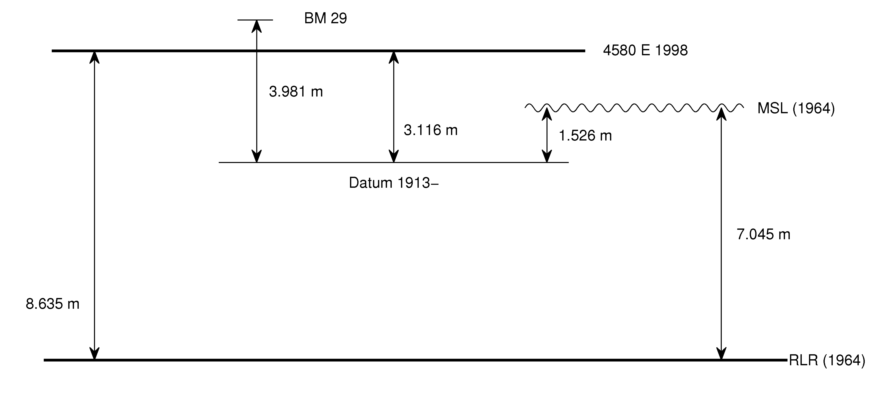 BM 29
4580 E 1998
3.981 m
MSL (1964)
3.116 m
1.526 m
Datum 1913–
7.045 m
8.635 m
RLR (1964)